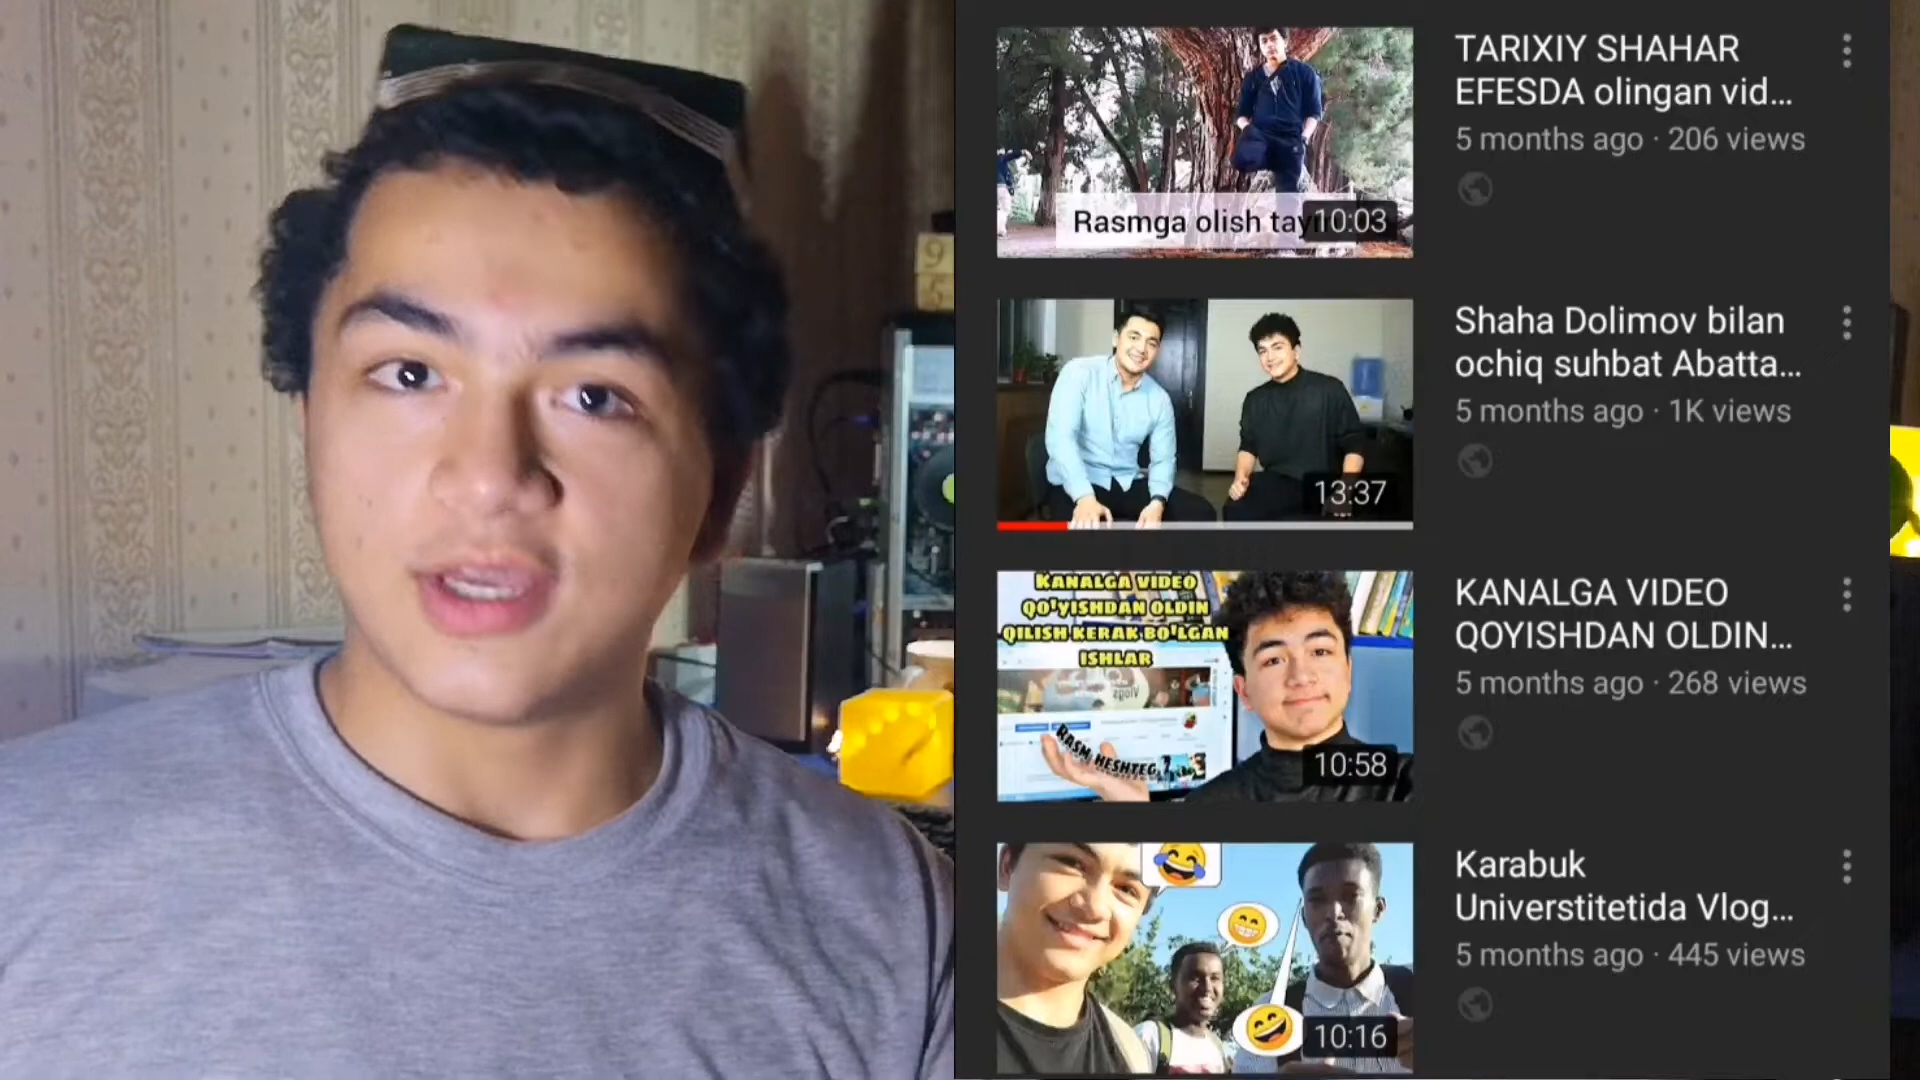 TARIXIY SHAHAR
EFESDA olingan vid...
5 months ago · 206 views
Rasmga olish
10:03
Shaha Dolimov bilan
ochiq suhbat Abatta...
5 months ago · 1K views
13:37
KANALGA VIDEO
QO'YISHDAN OLDIN
QILISH KERAK BO'LGAN
ISHLAR
RASM HESHTEG ?
10:58
KANALGA VIDEO
QOYISHDAN OLDIN...
5 months ago · 268 views
Karabuk
Universtitetida Vlog...
5 months ago · 445 views
10:16
9
5